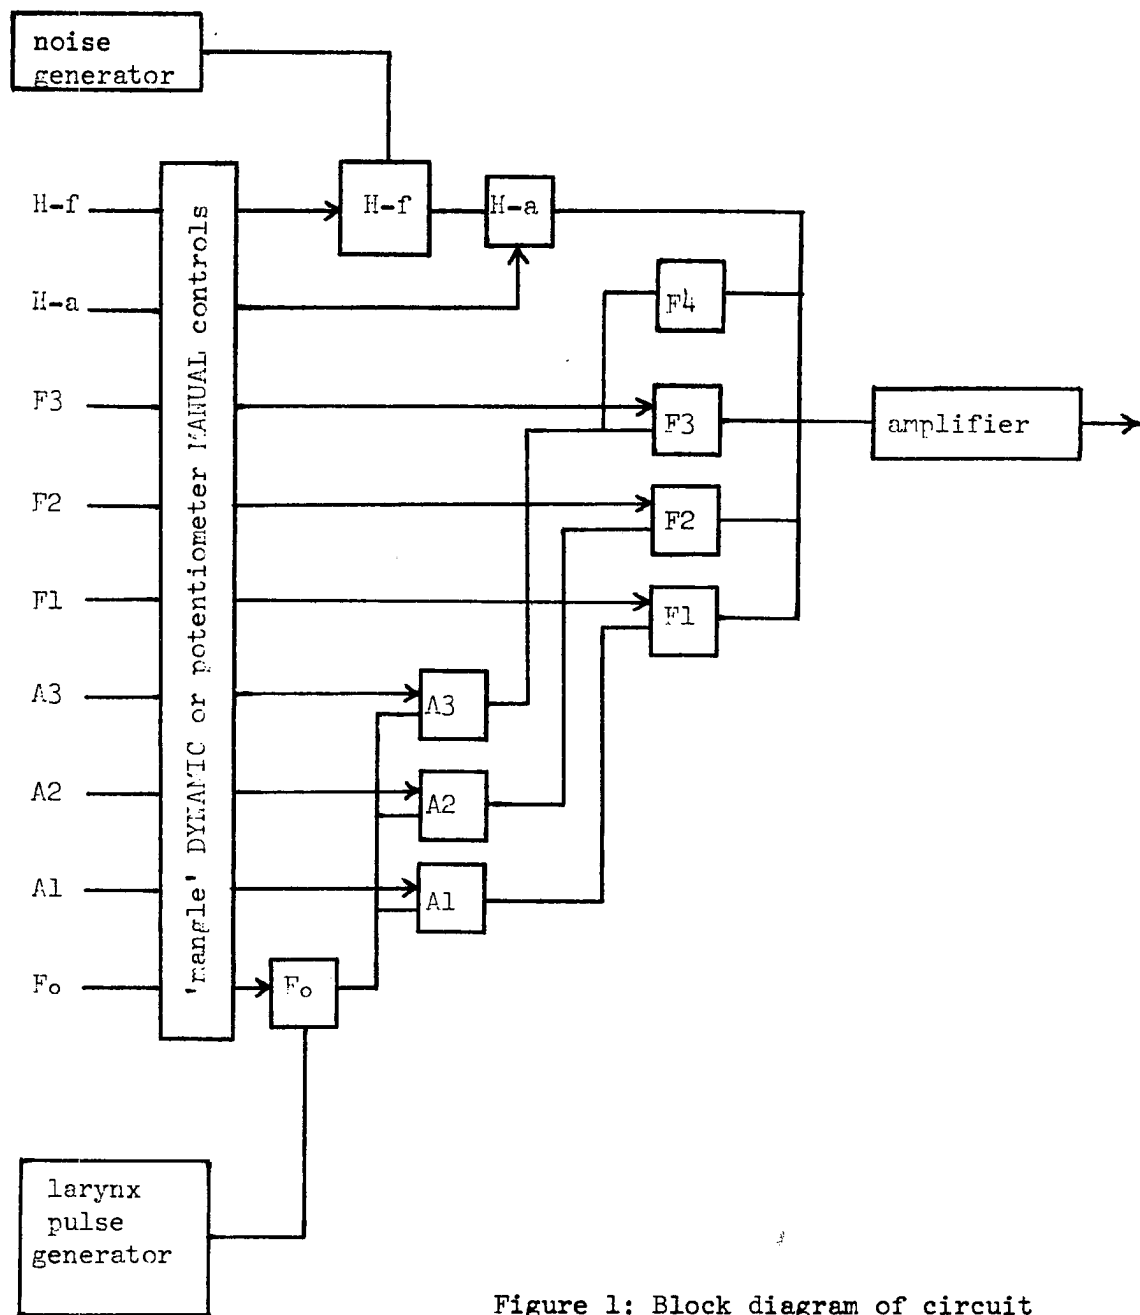 noise
generator
H-f
H-f
H-a
H-a
F4
F3
F3
amplifier
F2
F2
F1
F1
A3
A3
A2
A2
A1
A1
Fo
Fo
'mangle' DYNAMIC or potentiometer MANUAL controls
larynx
pulse
generator
Figure 1: Block diagram of circuit